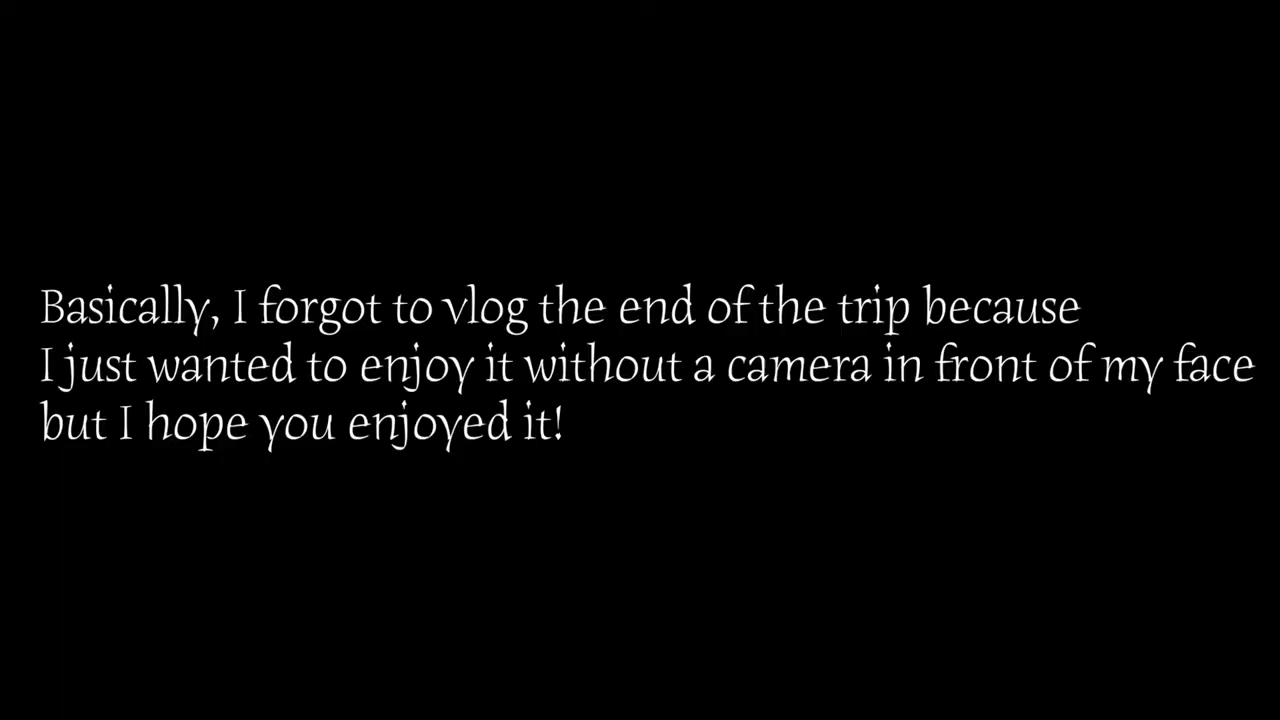 Basically, I forgot to vlog the end of the trip because
I just wanted to enjoy it without a camera in front of my face
but I hope you enjoyed it!